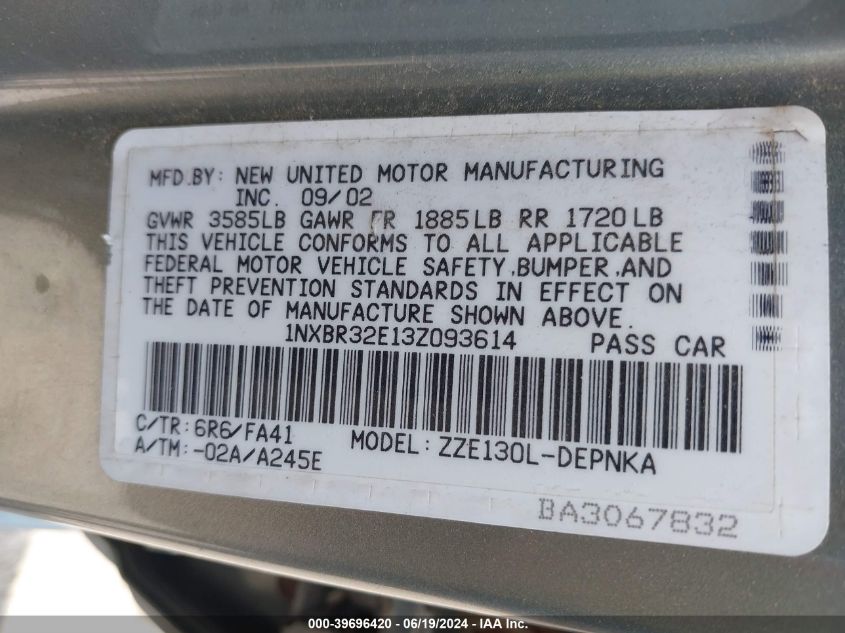 MFD.BY: NEW UNITED MOTOR MANUFACTURING
INC. 09/02
GVWR 3585LB GAWR FR 1885LB RR 1720LB
THIS VEHICLE CONFORMS TO ALL APPLICABLE
FEDERAL MOTOR VEHICLE SAFETY,BUMPER,AND
THEFT PREVENTION STANDARDS IN EFFECT ON
THE DATE OF MANUFACTURE SHOWN ABOVE.
1NXBR32E13Z093614 PASS CAR
C/TR: 6R6/FA41
A/TM: -02A/A245E MODEL: ZZE130L-DEPNKA
BA3067832
000-39696420 - 06/19/2024 - IAA Inc.